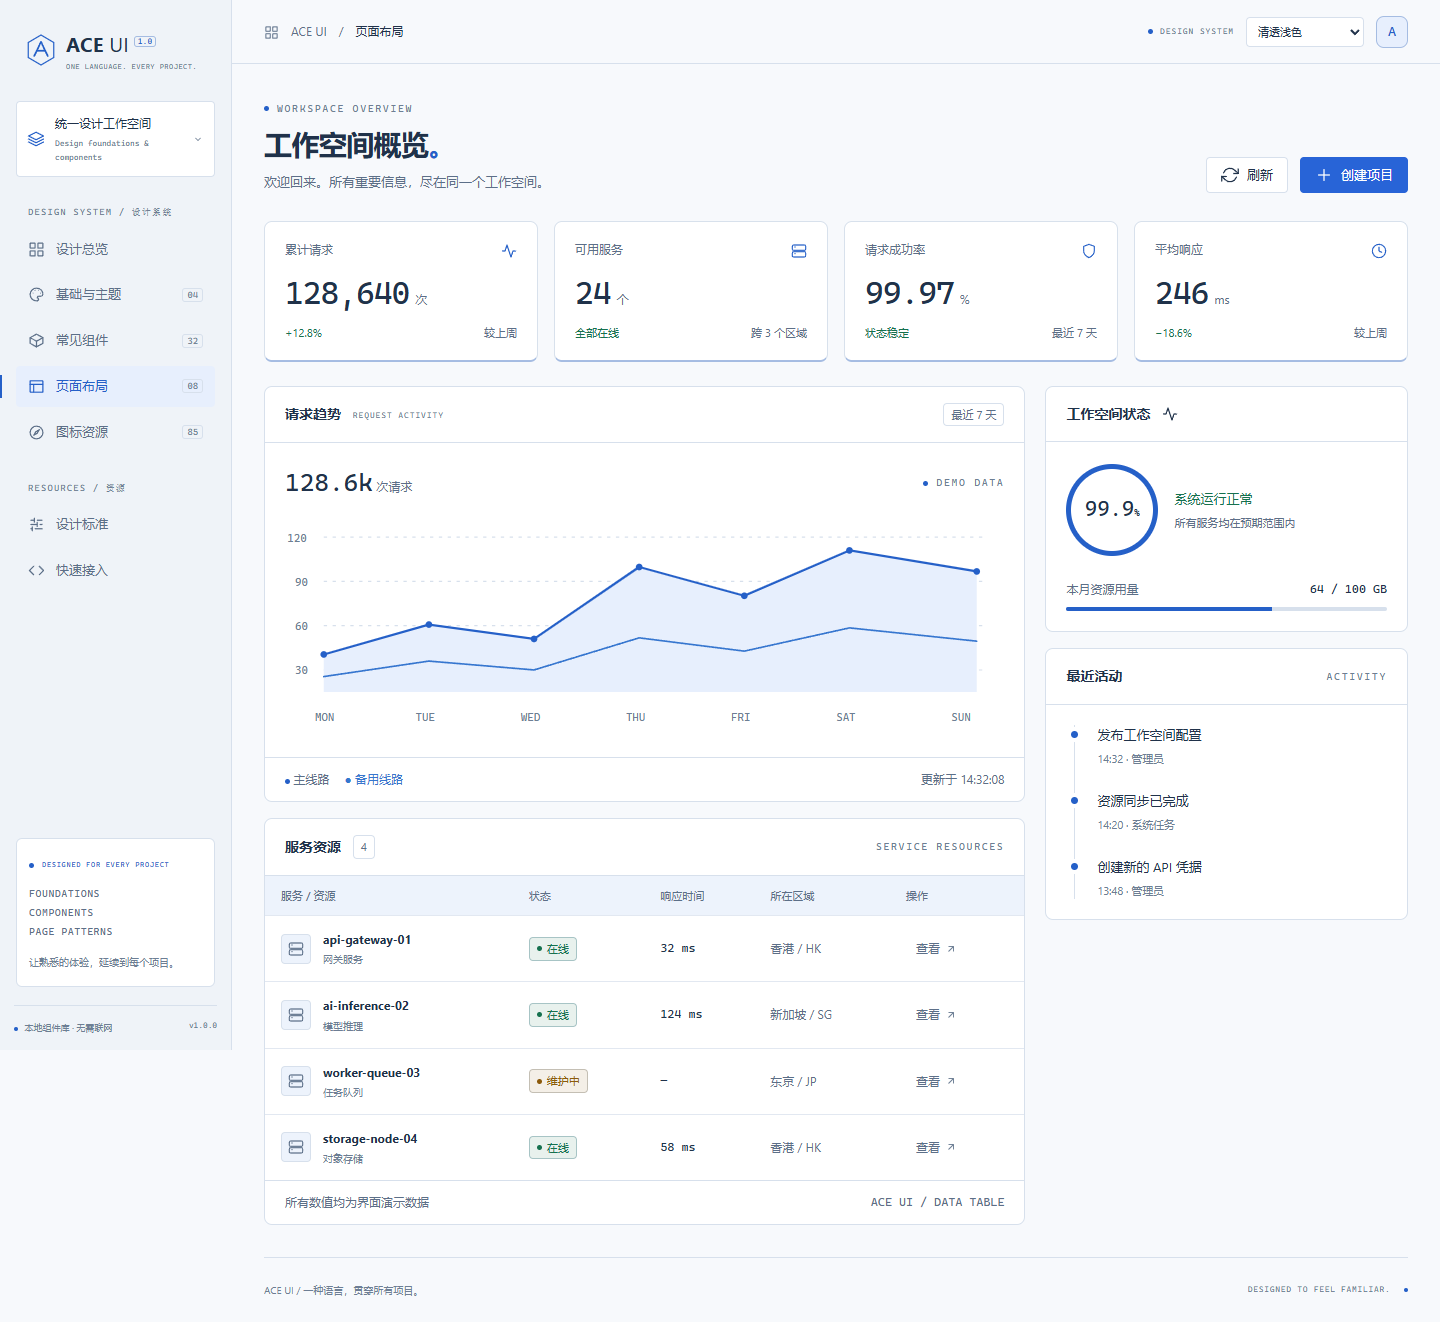 ACE UI 1.0
ONE LANGUAGE. EVERY PROJECT.
统一设计工作空间
Design foundations &
components
DESIGN SYSTEM / 设计系统
设计总览
基础与主题 04
常见组件 32
页面布局 08
图标资源 85
RESOURCES / 资源
设计标准
快速接入
DESIGNED FOR EVERY PROJECT
FOUNDATIONS
COMPONENTS
PAGE PATTERNS
让熟悉的体验，延续到每个项目。
本地组件库 · 无需联网 v1.0.0
ACE UI / 页面布局
DESIGN SYSTEM
清透浅色
A
WORKSPACE OVERVIEW
工作空间概览。
欢迎回来。所有重要信息，尽在同一个工作空间。
刷新
创建项目
累计请求
128,640 次
+12.8% 较上周
可用服务
24 个
全部在线 跨 3 个区域
请求成功率
99.97 %
状态稳定 最近 7 天
平均响应
246 ms
−18.6% 较上周
请求趋势 REQUEST ACTIVITY 最近 7 天
128.6k 次请求 DEMO DATA
120
90
60
30
MON TUE WED THU FRI SAT SUN
主线路 备用线路 更新于 14:32:08
工作空间状态
99.9%
系统运行正常
所有服务均在预期范围内
本月资源用量 64 / 100 GB
最近活动 ACTIVITY
发布工作空间配置
14:32 · 管理员
资源同步已完成
14:20 · 系统任务
创建新的 API 凭据
13:48 · 管理员
服务资源 4 SERVICE RESOURCES
服务 / 资源 状态 响应时间 所在区域 操作
api-gateway-01
网关服务
在线 32 ms 香港 / HK 查看
ai-inference-02
模型推理
在线 124 ms 新加坡 / SG 查看
worker-queue-03
任务队列
维护中 — 东京 / JP 查看
storage-node-04
对象存储
在线 58 ms 香港 / HK 查看
所有数值均为界面演示数据 ACE UI / DATA TABLE
ACE UI / 一种语言，贯穿所有项目。
DESIGNED TO FEEL FAMILIAR.